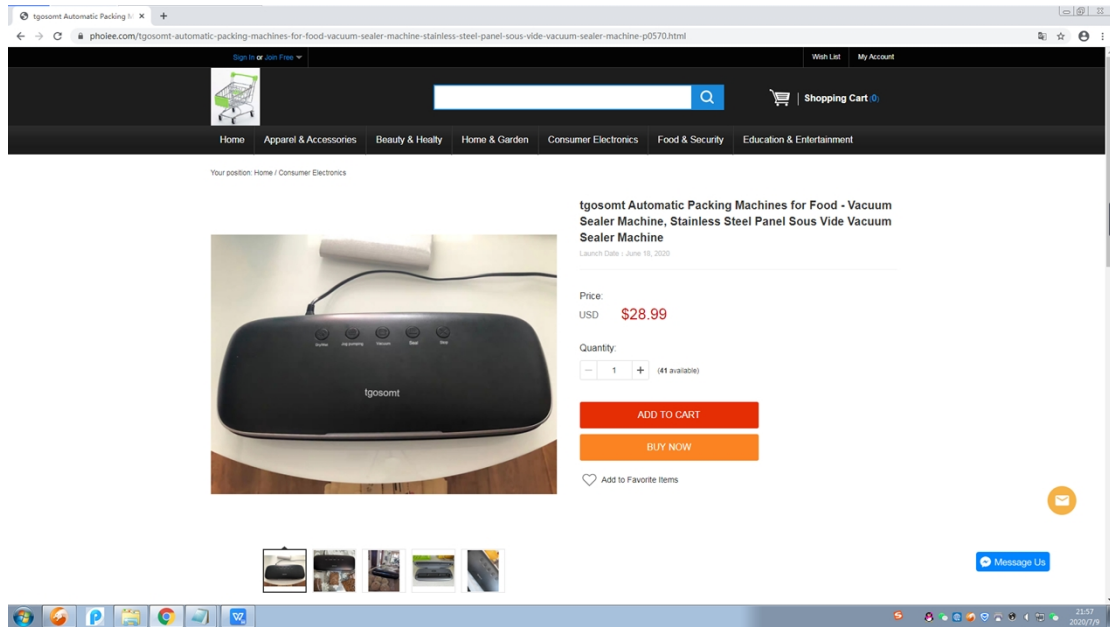 tgosomt Automatic Packing M
phoiee.com/tgosomt-automatic-packing-machines-for-food-vacuum-sealer-machine-stainless-steel-panel-sous-vide-vacuum-sealer-machine-p0570.html
Sign In or Join Free
Wish List
My Account
Shopping Cart (0)
Home
Apparel & Accessories
Beauty & Healty
Home & Garden
Consumer Electronics
Food & Security
Education & Entertainment
Your position: Home / Consumer Electronics
tgosomt Automatic Packing Machines for Food - Vacuum
Sealer Machine, Stainless Steel Panel Sous Vide Vacuum
Sealer Machine
Launch Date : June 18, 2020
Price:
USD $28.99
Quantity:
1
(41 available)
ADD TO CART
BUY NOW
Add to Favorite Items
Vacuum
Seal
tgosomt
Message Us
21:57
2020/7/9